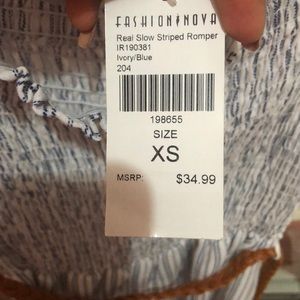 FASHION NOVA
Real Slow Striped Romper
IR190381
Ivory/Blue
204
198655
SIZE
XS
MSRP: $34.99